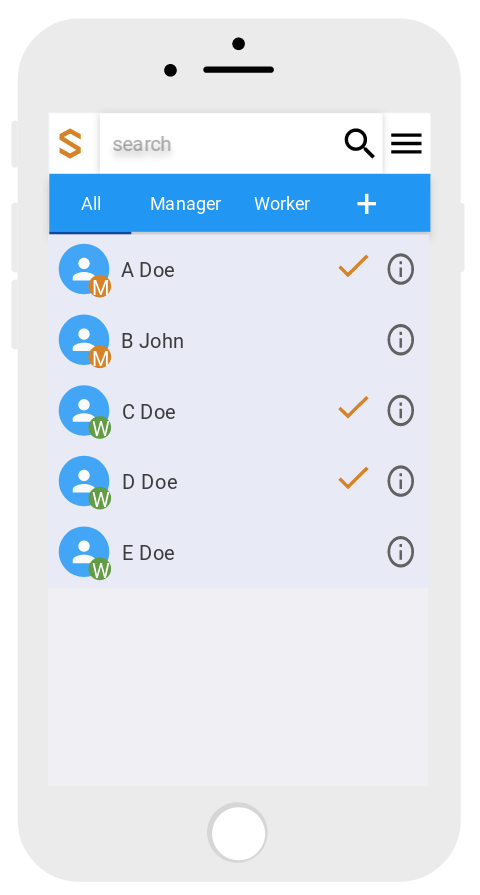 S
search
All Manager Worker +
A Doe
M
B John
M
C Doe
W
D Doe
W
E Doe
W